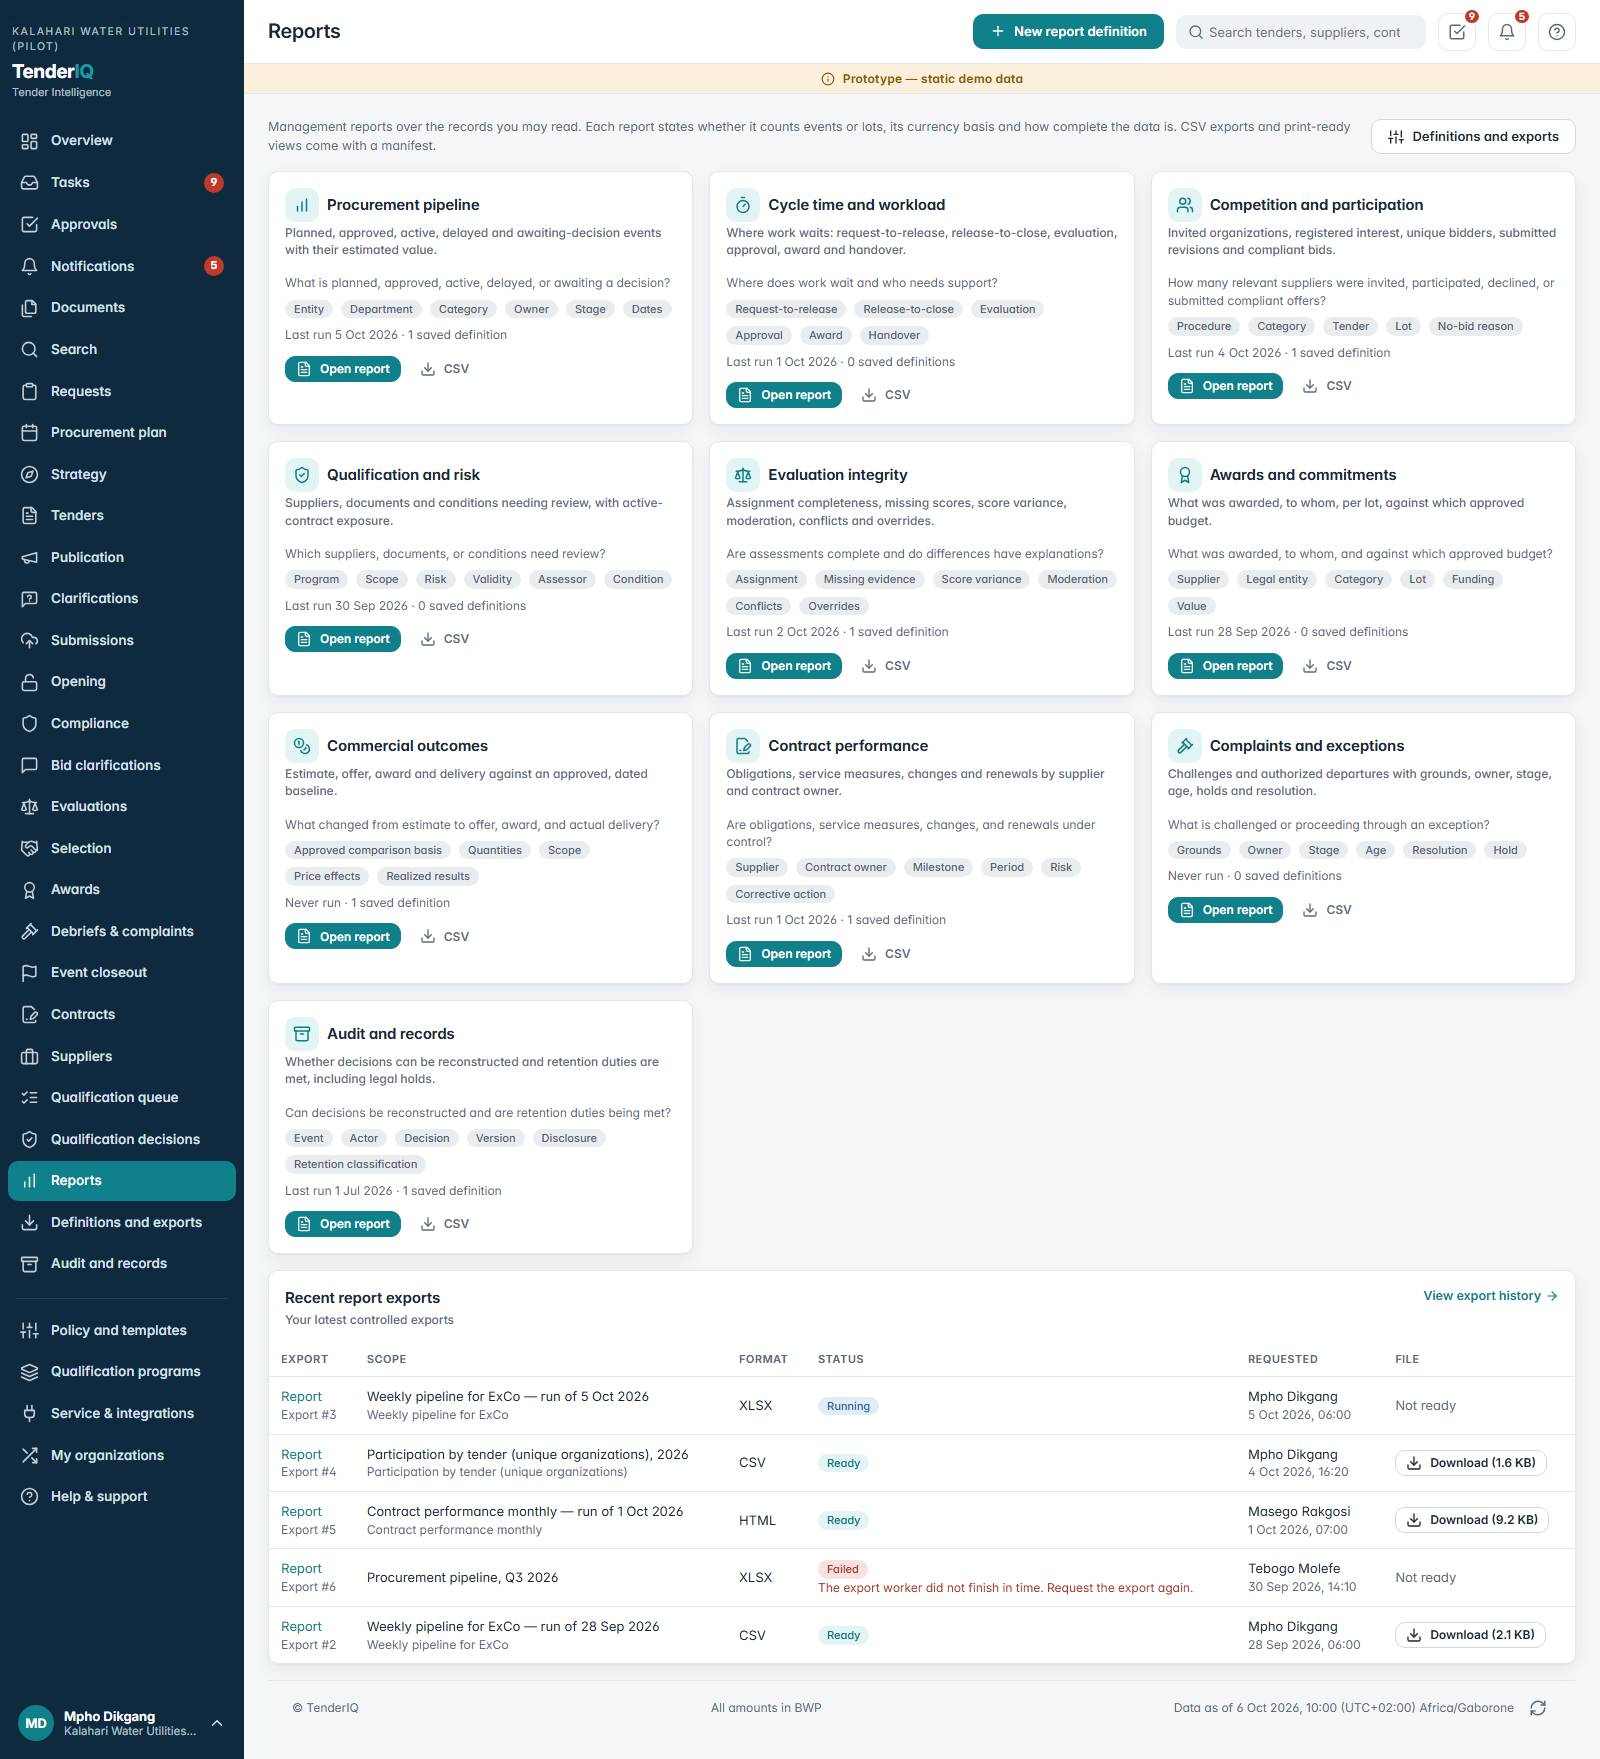 KALAHARI WATER UTILITIES
(PILOT)
TenderIQ
Tender Intelligence
Overview
Tasks 9
Approvals
Notifications 5
Documents
Search
Requests
Procurement plan
Strategy
Tenders
Publication
Clarifications
Submissions
Opening
Compliance
Bid clarifications
Evaluations
Selection
Awards
Debriefs & complaints
Event closeout
Contracts
Suppliers
Qualification queue
Qualification decisions
Reports
Definitions and exports
Audit and records
Policy and templates
Qualification programs
Service & integrations
My organizations
Help & support
MD
Mpho Dikgang
Kalahari Water Utilities...
Reports
New report definition
Search tenders, suppliers, cont
9
5
Prototype — static demo data
Management reports over the records you may read. Each report states whether it counts events or lots, its currency basis and how complete the data is. CSV exports and print-ready
views come with a manifest.
Definitions and exports
Procurement pipeline
Planned, approved, active, delayed and awaiting-decision events
with their estimated value.
What is planned, approved, active, delayed, or awaiting a decision?
Entity Department Category Owner Stage Dates
Last run 5 Oct 2026 · 1 saved definition
Open report CSV
Cycle time and workload
Where work waits: request-to-release, release-to-close, evaluation,
approval, award and handover.
Where does work wait and who needs support?
Request-to-release Release-to-close Evaluation
Approval Award Handover
Last run 1 Oct 2026 · 0 saved definitions
Open report CSV
Competition and participation
Invited organizations, registered interest, unique bidders, submitted
revisions and compliant bids.
How many relevant suppliers were invited, participated, declined, or
submitted compliant offers?
Procedure Category Tender Lot No-bid reason
Last run 4 Oct 2026 · 1 saved definition
Open report CSV
Qualification and risk
Suppliers, documents and conditions needing review, with active-
contract exposure.
Which suppliers, documents, or conditions need review?
Program Scope Risk Validity Assessor Condition
Last run 30 Sep 2026 · 0 saved definitions
Open report CSV
Evaluation integrity
Assignment completeness, missing scores, score variance,
moderation, conflicts and overrides.
Are assessments complete and do differences have explanations?
Assignment Missing evidence Score variance Moderation
Conflicts Overrides
Last run 2 Oct 2026 · 1 saved definition
Open report CSV
Awards and commitments
What was awarded, to whom, per lot, against which approved
budget.
What was awarded, to whom, and against which approved budget?
Supplier Legal entity Category Lot Funding
Value
Last run 28 Sep 2026 · 0 saved definitions
Open report CSV
Commercial outcomes
Estimate, offer, award and delivery against an approved, dated
baseline.
What changed from estimate to offer, award, and actual delivery?
Approved comparison basis Quantities Scope
Price effects Realized results
Never run · 1 saved definition
Open report CSV
Contract performance
Obligations, service measures, changes and renewals by supplier
and contract owner.
Are obligations, service measures, changes, and renewals under
control?
Supplier Contract owner Milestone Period Risk
Corrective action
Last run 1 Oct 2026 · 1 saved definition
Open report CSV
Complaints and exceptions
Challenges and authorized departures with grounds, owner, stage,
age, holds and resolution.
What is challenged or proceeding through an exception?
Grounds Owner Stage Age Resolution Hold
Never run · 0 saved definitions
Open report CSV
Audit and records
Whether decisions can be reconstructed and retention duties are
met, including legal holds.
Can decisions be reconstructed and are retention duties being met?
Event Actor Decision Version Disclosure
Retention classification
Last run 1 Jul 2026 · 1 saved definition
Open report CSV
Recent report exports
Your latest controlled exports
View export history
EXPORT SCOPE FORMAT STATUS REQUESTED FILE
Report Weekly pipeline for ExCo — run of 5 Oct 2026 XLSX Running Mpho Dikgang Not ready
Export #3 Weekly pipeline for ExCo 5 Oct 2026, 06:00
Report Participation by tender (unique organizations), 2026 CSV Ready Mpho Dikgang Download (1.6 KB)
Export #4 Participation by tender (unique organizations) 4 Oct 2026, 16:20
Report Contract performance monthly — run of 1 Oct 2026 HTML Ready Masego Rakgosi Download (9.2 KB)
Export #5 Contract performance monthly 1 Oct 2026, 07:00
Report Procurement pipeline, Q3 2026 XLSX Failed Tebogo Molefe Not ready
Export #6 The export worker did not finish in time. Request the export again. 30 Sep 2026, 14:10
Report Weekly pipeline for ExCo — run of 28 Sep 2026 CSV Ready Mpho Dikgang Download (2.1 KB)
Export #2 Weekly pipeline for ExCo 28 Sep 2026, 06:00
© TenderIQ All amounts in BWP Data as of 6 Oct 2026, 10:00 (UTC+02:00) Africa/Gaborone